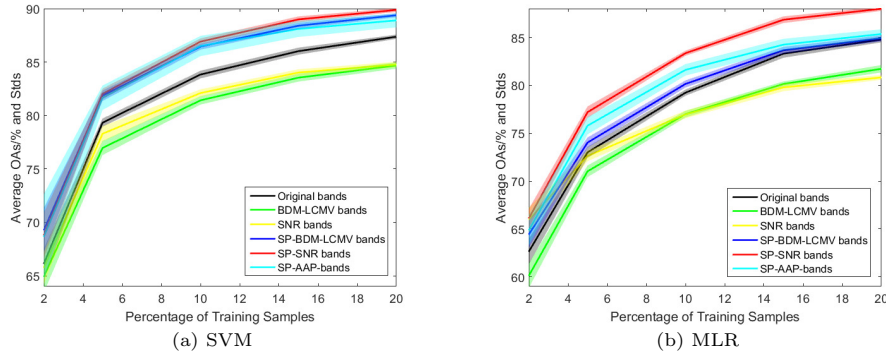 90
85
80
75
70
65
Average OAs/% and Stds
2 4 6 8 10 12 14 16 18 20
Percentage of Training Samples
Original bands
BDM-LCMV bands
SNR bands
SP-BDM-LCMV bands
SP-SNR bands
SP-AAP-bands
(a) SVM
85
80
75
70
65
60
Average OAs/% and Stds
2 4 6 8 10 12 14 16 18 20
Percentage of Training Samples
Original bands
BDM-LCMV bands
SNR bands
SP-BDM-LCMV bands
SP-SNR bands
SP-AAP-bands
(b) MLR